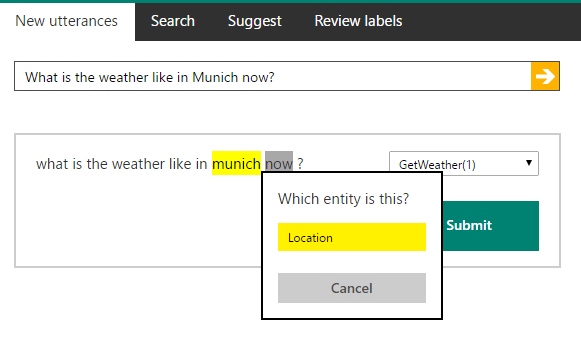 New utterances Search Suggest Review labels
What is the weather like in Munich now?
what is the weather like in munich now ? GetWeather(1)
Which entity is this?
Location
Submit
Cancel